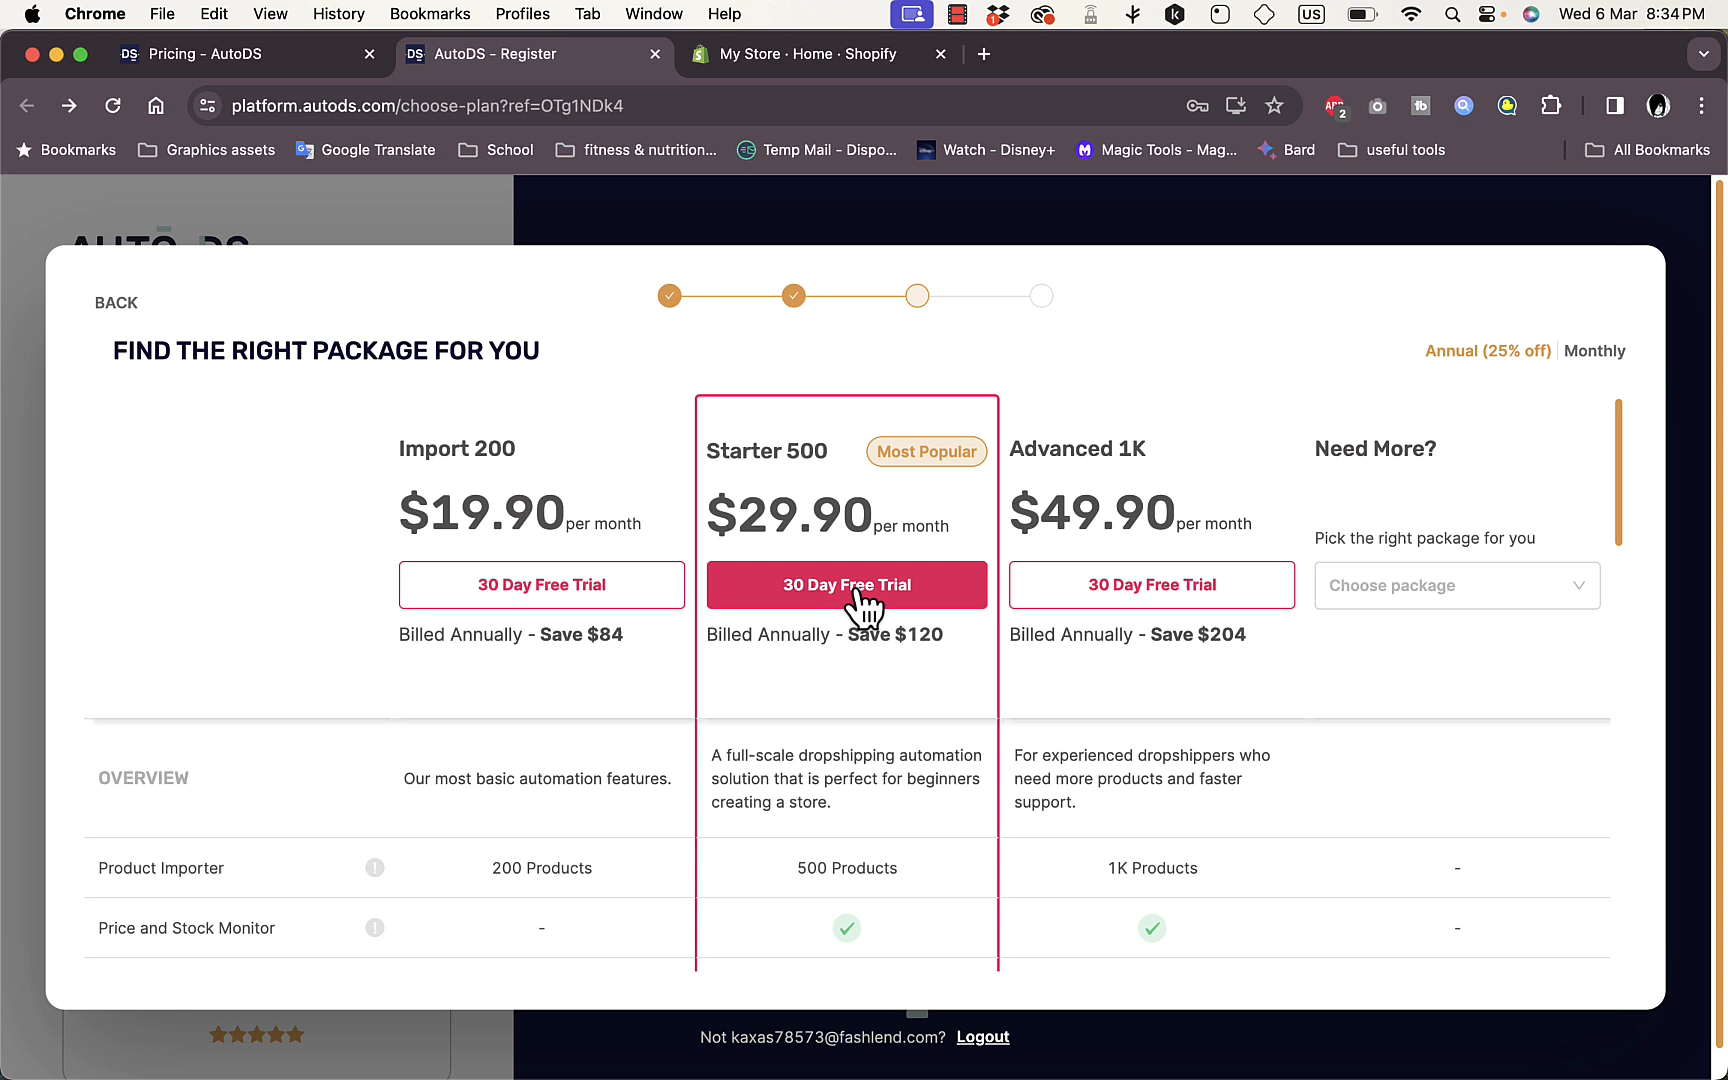 Chrome File Edit View History Bookmarks Profiles Tab Window Help US Wed 6 Mar 8:34 PM
DS Pricing - AutoDS DS AutoDS - Register My Store · Home · Shopify
platform.autods.com/choose-plan?ref=OTg1NDk4
Bookmarks Graphics assets Google Translate School fitness & nutrition... Temp Mail - Dispo... Watch - Disney+ Magic Tools - Mag... Bard useful tools All Bookmarks
BACK
FIND THE RIGHT PACKAGE FOR YOU
Annual (25% off) Monthly
Import 200 Starter 500 Most Popular Advanced 1K Need More?
$19.90 per month $29.90 per month $49.90 per month
Pick the right package for you
30 Day Free Trial 30 Day Free Trial 30 Day Free Trial Choose package
Billed Annually - Save $84 Billed Annually - Save $120 Billed Annually - Save $204
OVERVIEW
Our most basic automation features.
A full-scale dropshipping automation
solution that is perfect for beginners
creating a store.
For experienced dropshippers who
need more products and faster
support.
Product Importer 200 Products 500 Products 1K Products -
Price and Stock Monitor - -
Not kaxas78573@fashlend.com? Logout